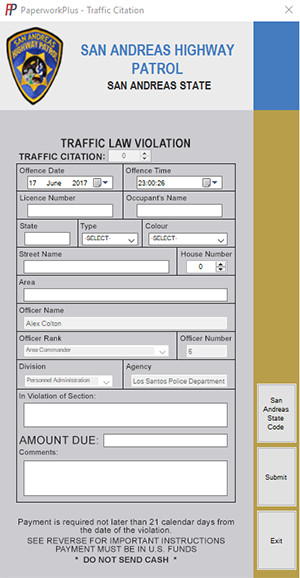 PaperworkPlus - Traffic Citation
SAN ANDREAS
HIGHWAY PATROL
SAN ANDREAS HIGHWAY
PATROL
SAN ANDREAS STATE
TRAFFIC LAW VIOLATION
TRAFFIC CITATION: 0
Offence Date Offence Time
17 June 2017 23:00:26
Licence Number Occupant's Name
State Type Colour
-SELECT- -SELECT-
Street Name House Number
0
Area
Officer Name
Alex Colton
Officer Rank Officer Number
Area Commander 6
Division Agency
Personnel Administration Los Santos Police Department
In Violation of Section:
San
Andreas
State
Code
AMOUNT DUE:
Comments:
Submit
Payment is required not later than 21 calendar days from
the date of the violation.
SEE REVERSE FOR IMPORTANT INSTRUCTIONS
PAYMENT MUST BE IN U.S. FUNDS
* DO NOT SEND CASH *
Exit